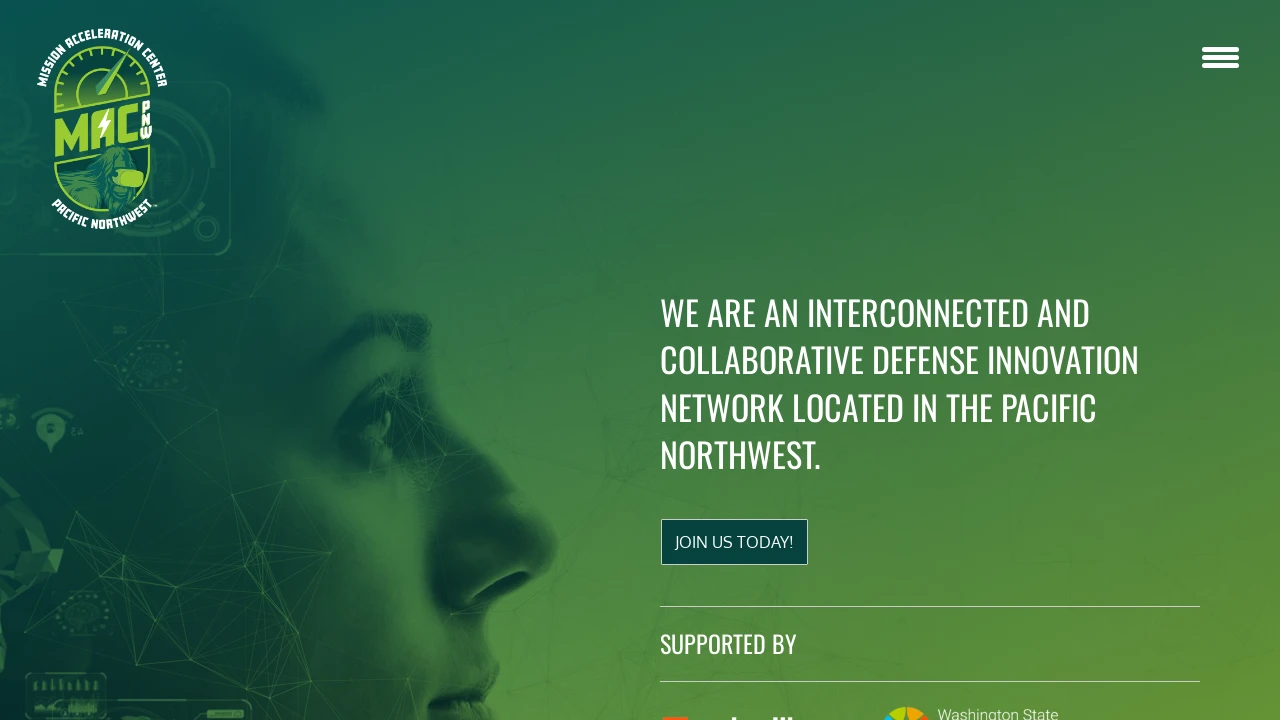 MISSION ACCELERATION CENTER
MAC
PNW
PACIFIC NORTHWEST
WE ARE AN INTERCONNECTED AND
COLLABORATIVE DEFENSE INNOVATION
NETWORK LOCATED IN THE PACIFIC
NORTHWEST.
JOIN US TODAY!
SUPPORTED BY
Washington State